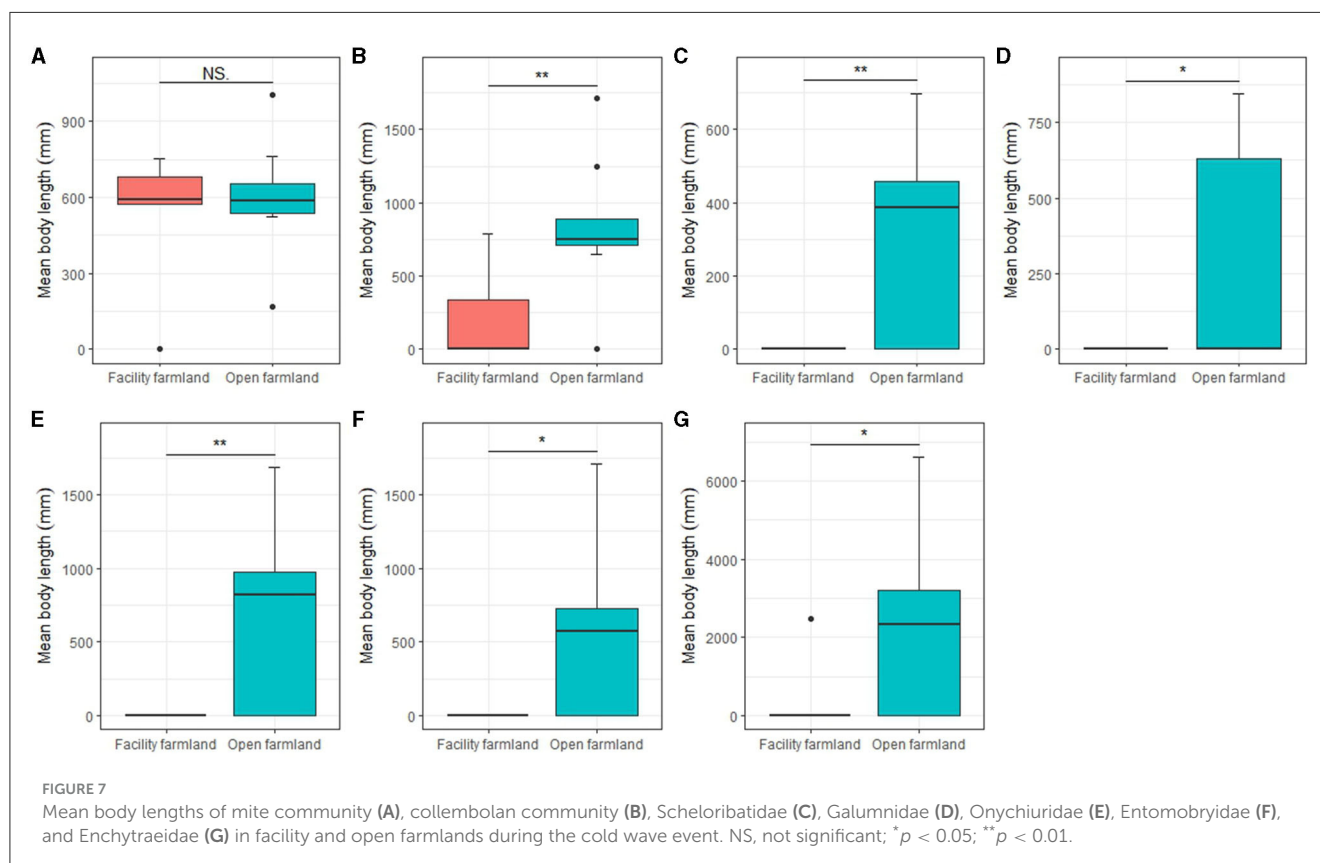 A
NS.
Mean body length (mm)
900
600
300
0
Facility farmland
Open farmland
B
**
Mean body length (mm)
1500
1000
500
0
Facility farmland
Open farmland
C
**
Mean body length (mm)
600
400
200
0
Facility farmland
Open farmland
D
*
Mean body length (mm)
750
500
250
0
Facility farmland
Open farmland
E
**
Mean body length (mm)
1500
1000
500
0
Facility farmland
Open farmland
F
*
Mean body length (mm)
1500
1000
500
0
Facility farmland
Open farmland
G
*
Mean body length (mm)
6000
4000
2000
0
Facility farmland
Open farmland
FIGURE 7
Mean body lengths of mite community (A), collembolan community (B), Scheloribatidae (C), Galumnidae (D), Onychiuridae (E), Entomobryidae (F),
and Enchytraeidae (G) in facility and open farmlands during the cold wave event. NS, not significant; *p < 0.05; **p < 0.01.